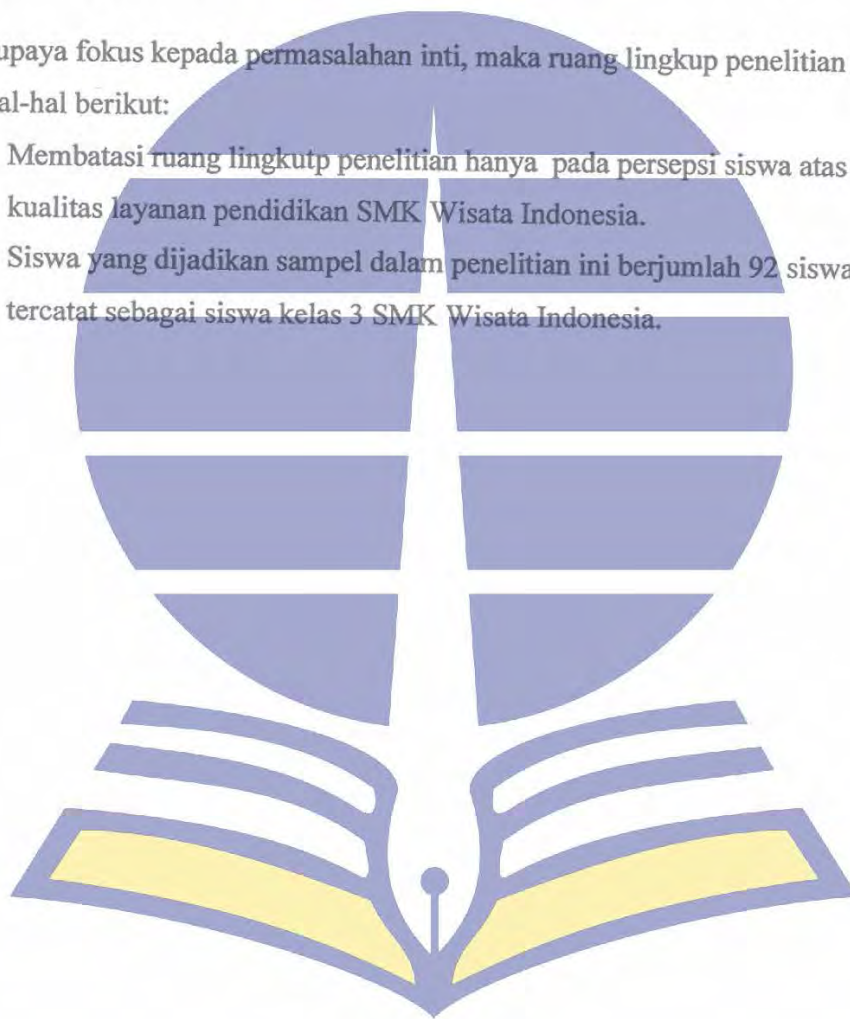 upaya fokus kepada permasalahan inti, maka ruang lingkup penelitian
al-hal berikut:
Membatasi ruang lingkutp penelitian hanya pada persepsi siswa atas
kualitas layanan pendidikan SMK Wisata Indonesia.
Siswa yang dijadikan sampel dalam penelitian ini berjumlah 92 siswa
tercatat sebagai siswa kelas 3 SMK Wisata Indonesia.